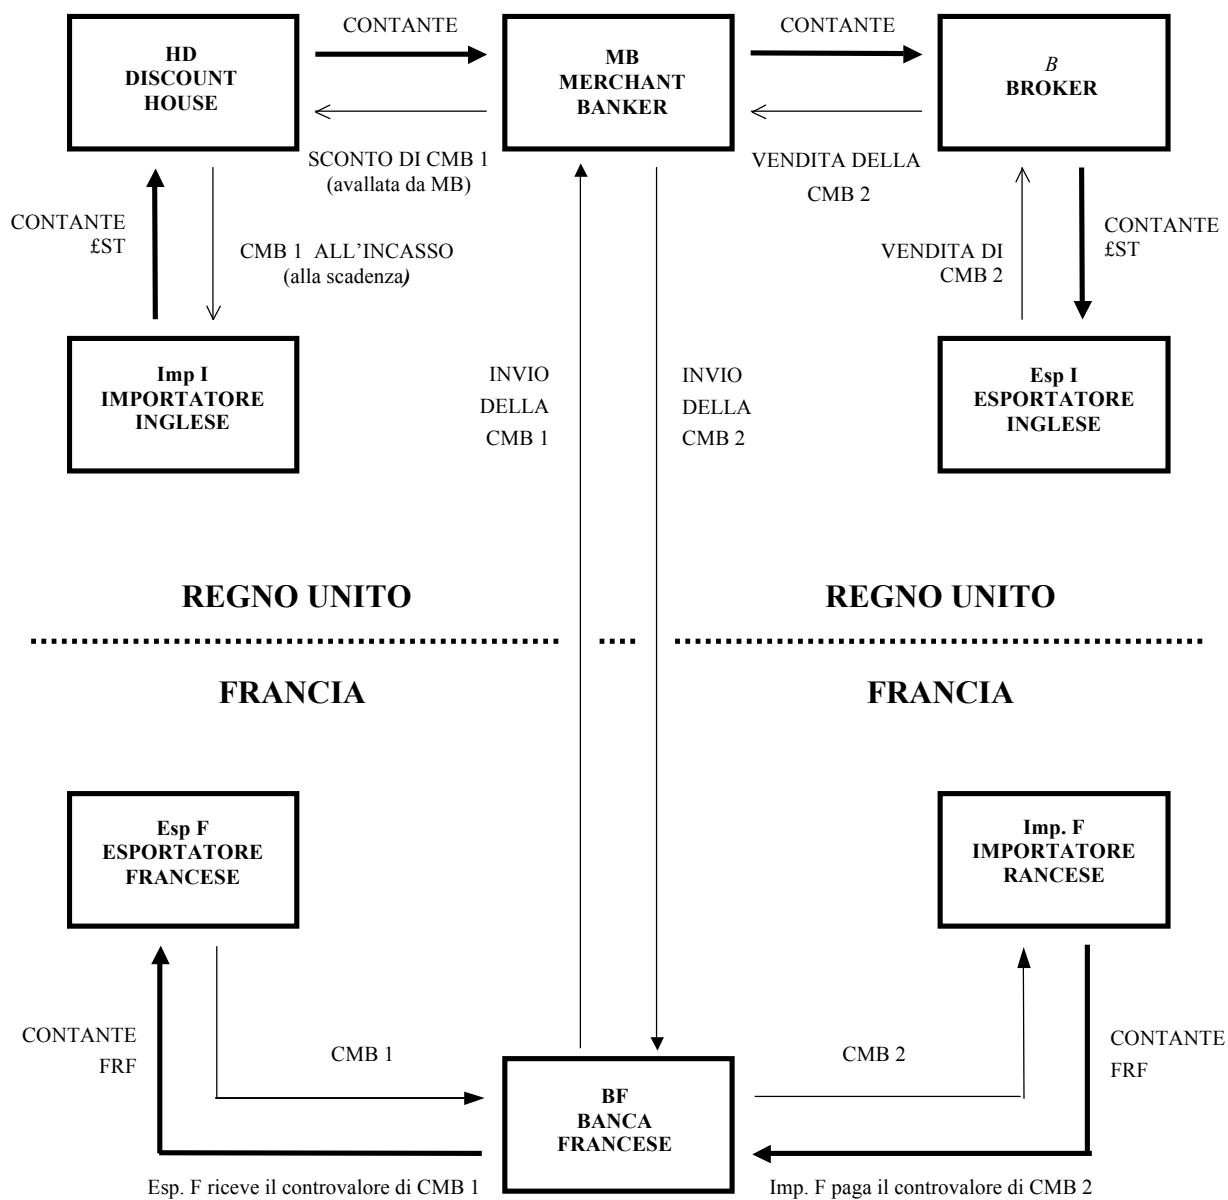 CONTANTE
CONTANTE
HD
DISCOUNT
HOUSE
MB
MERCHANT
BANKER
B
BROKER
SCONTO DI CMB 1
(avallata da MB)
VENDITA DELLA
CMB 2
CONTANTE
£ST
CMB 1 ALL'INCASSO
(alla scadenza)
VENDITA DI
CMB 2
CONTANTE
£ST
Imp I
IMPORTATORE
INGLESE
INVIO
DELLA
CMB 1
INVIO
DELLA
CMB 2
Esp I
ESPORTATORE
INGLESE
REGNO UNITO
REGNO UNITO
FRANCIA
FRANCIA
Esp F
ESPORTATORE
FRANCESE
Imp. F
IMPORTATORE
RANCESE
CONTANTE
FRF
CMB 1
CMB 2
CONTANTE
FRF
BF
BANCA
FRANCESE
Esp. F riceve il controvalore di CMB 1
Imp. F paga il controvalore di CMB 2